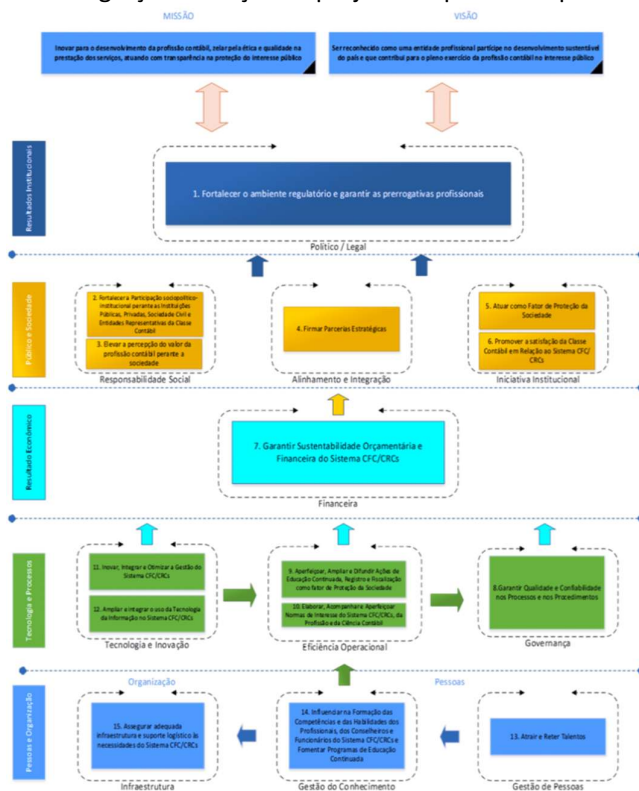 MISSÃO
VISÃO
Inovar para o desenvolvimento da profissão contábil, zelar pela ética e qualidade na
prestação dos serviços, atuando com transparência na proteção do interesse público
Ser reconhecido como uma entidade profissional partícipe no desenvolvimento sustentável
do país e que contribui para o pleno exercício da profissão contábil no interesse público
Resultados Institucionais
1. Fortalecer o ambiente regulatório e garantir as prerrogativas profissionais
Político / Legal
Público e Sociedade
2. Fortalecer a Participação sociopolítico-
institucional perante as Instituições
Públicas, Privadas, Sociedade Civil e
Entidades Representativas da Classe
Contábil
3. Elevar a percepção do valor da
profissão contábil perante a
sociedade
Responsabilidade Social
4. Firmar Parcerias Estratégicas
Alinhamento e Integração
5. Atuar como Fator de Proteção da
Sociedade
6. Promover a satisfação da Classe
Contábil em Relação ao Sistema CFC/
CRCs
Iniciativa Institucional
Resultado Econômico
7. Garantir Sustentabilidade Orçamentária e
Financeira do Sistema CFC/CRCs
Financeira
Tecnologia e Processos
11. Inovar, Integrar e Otimizar a Gestão do
Sistema CFC/CRCs
12. Ampliar e integrar o uso da Tecnologia
da Informação no Sistema CFC/CRCs
Tecnologia e Inovação
9. Aperfeiçoar, Ampliar e Difundir Ações da
Educação Continuada, Registro e Fiscalização
como fator de Proteção da Sociedade
10. Elaborar, Acompanhar e Aperfeiçoar
Normas de Interesse do Sistema CFC/CRCs, da
Profissão e da Ciência Contábil
Eficiência Operacional
8.Garantir Qualidade e Confiabilidade
nos Processos e nos Procedimentos
Governança
Pessoas e Organização
Organização
Pessoas
15. Assegurar adequada
infraestrutura e suporte logístico às
necesidades do Sistema CFC/CRCs
Infraestrutura
14. Influenciar na Formação das
Competências e das Habilidades dos
Profissionais, dos Conselheiros e
Funcionários do Sistema CFC/CRCs e
Fomentar Programas de Educação
Continuada
Gestão do Conhecimento
13. Atrair e Reter Talentos
Gestão de Pessoas